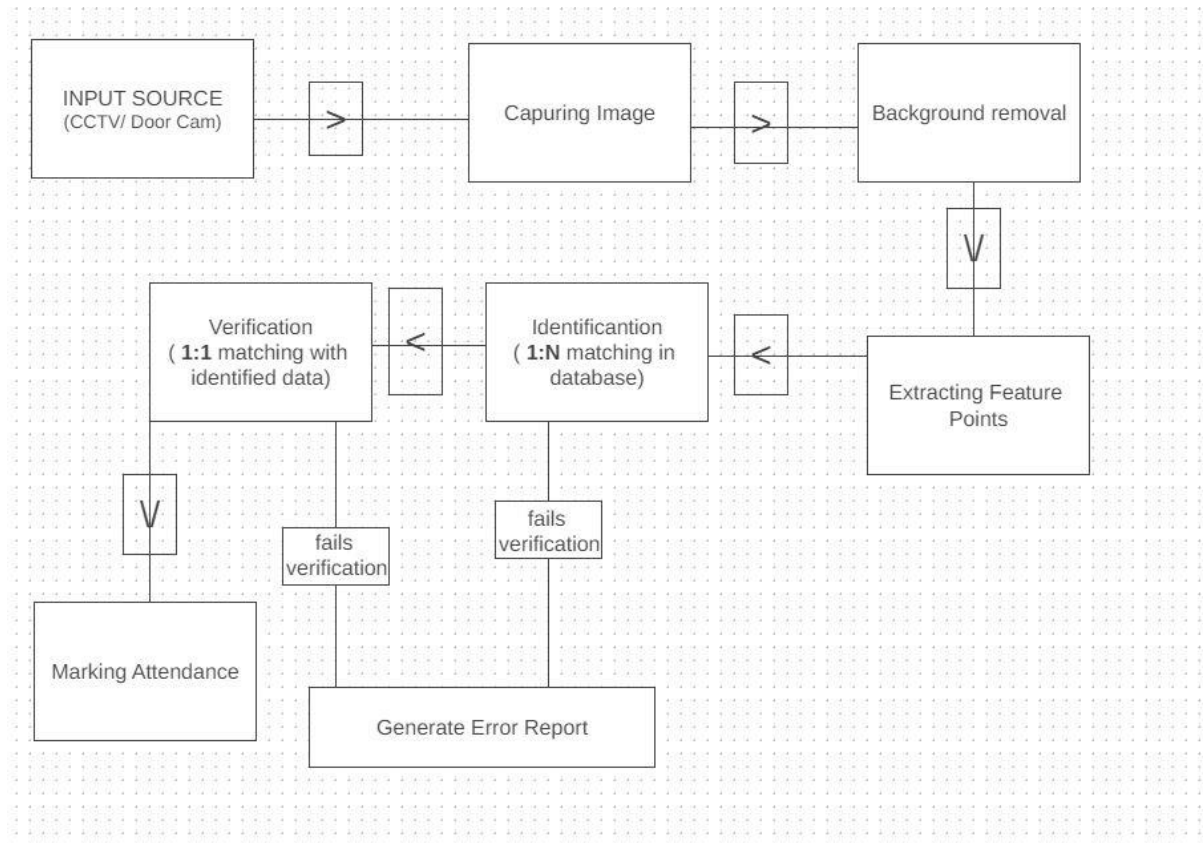 INPUT SOURCE
(CCTV/ Door Cam)
>
Capuring Image
>
Background removal
V
Extracting Feature
Points
<
Identificantion
( 1:N matching in
database)
<
Verification
( 1:1 matching with
identified data)
V
fails
verification
fails
verification
Marking Attendance
Generate Error Report